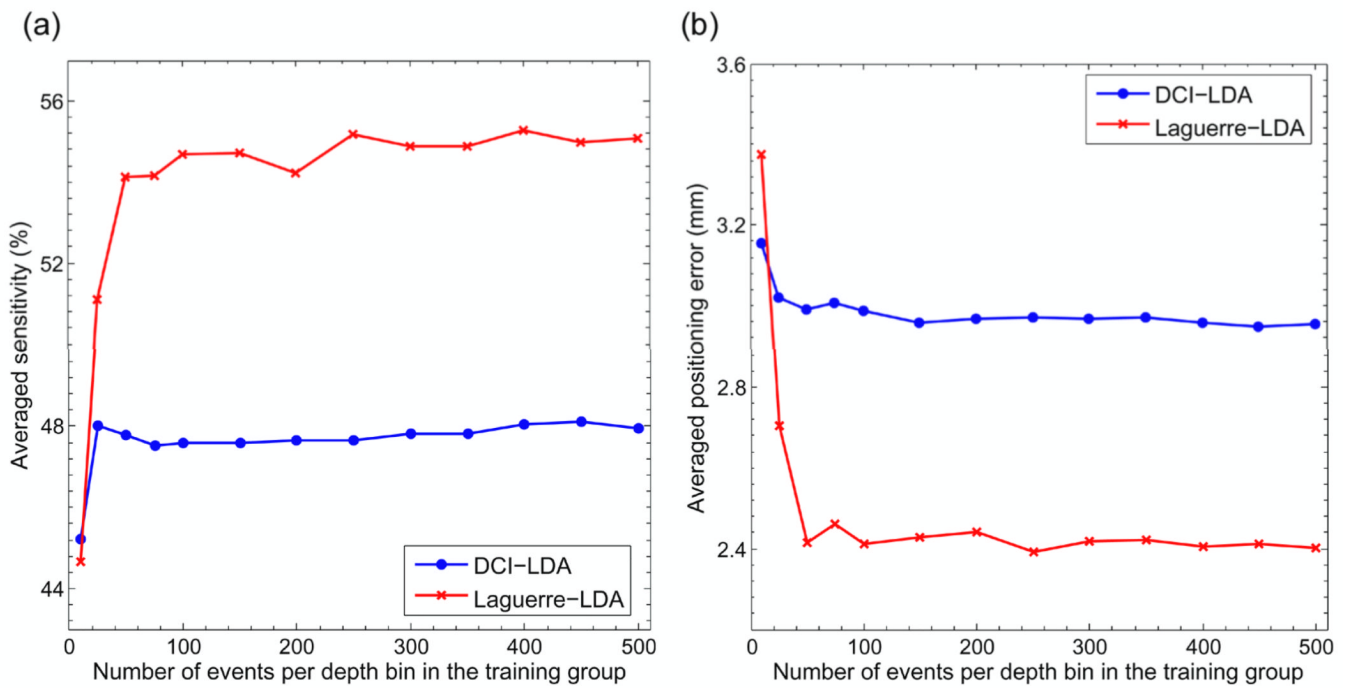 (a)
56
52
48
44
Averaged sensitivity (%)
DCI−LDA
Laguerre−LDA
0 100 200 300 400 500
Number of events per depth bin in the training group
(b)
3.6
3.2
2.8
2.4
Averaged positioning error (mm)
DCI−LDA
Laguerre−LDA
0 100 200 300 400 500
Number of events per depth bin in the training group